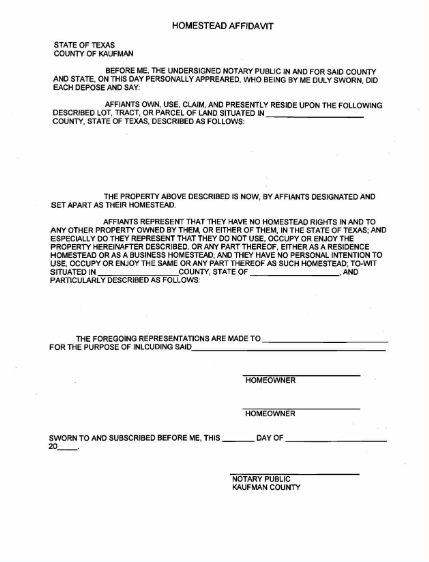 HOMESTEAD AFFIDAVIT
STATE OF TEXAS
COUNTY OF KAUFMAN
BEFORE ME, THE UNDERSIGNED NOTARY PUBLIC IN AND FOR SAID COUNTY
AND STATE, ON THIS DAY PERSONALLY APPREARED, WHO BEING BY ME DULY SWORN, DID
EACH DEPOSE AND SAY:
AFFIANTS OWN, USE, CLAIM, AND PRESENTLY RESIDE UPON THE FOLLOWING
DESCRIBED LOT, TRACT, OR PARCEL OF LAND SITUATED IN ____________________
COUNTY, STATE OF TEXAS, DESCRIBED AS FOLLOWS:
THE PROPERTY ABOVE DESCRIBED IS NOW, BY AFFIANTS DESIGNATED AND
SET APART AS THEIR HOMESTEAD.
AFFIANTS REPRESENT THAT THEY HAVE NO HOMESTEAD RIGHTS IN AND TO
ANY OTHER PROPERTY OWNED BY THEM, OR EITHER OF THEM, IN THE STATE OF TEXAS; AND
ESPECIALLY DO THEY REPRESENT THAT THEY DO NOT USE, OCCUPY OR ENJOY THE
PROPERTY HEREINAFTER DESCRIBED, OR ANY PART THEREOF, EITHER AS A RESIDENCE
HOMESTEAD OR AS A BUSINESS HOMESTEAD; AND THEY HAVE NO PERSONAL INTENTION TO
USE, OCCUPY OR ENJOY THE SAME OR ANY PART THEREOF AS SUCH HOMESTEAD; TO-WIT
SITUATED IN ________________COUNTY, STATE OF __________________, AND
PARTICULARLY DESCRIBED AS FOLLOWS:
THE FOREGOING REPRESENTATIONS ARE MADE TO __________________________
FOR THE PURPOSE OF INLCUDING SAID________________________________________
HOMEOWNER
HOMEOWNER
SWORN TO AND SUBSCRIBED BEFORE ME, THIS _______ DAY OF _____________________
20____.
NOTARY PUBLIC
KAUFMAN COUNTY